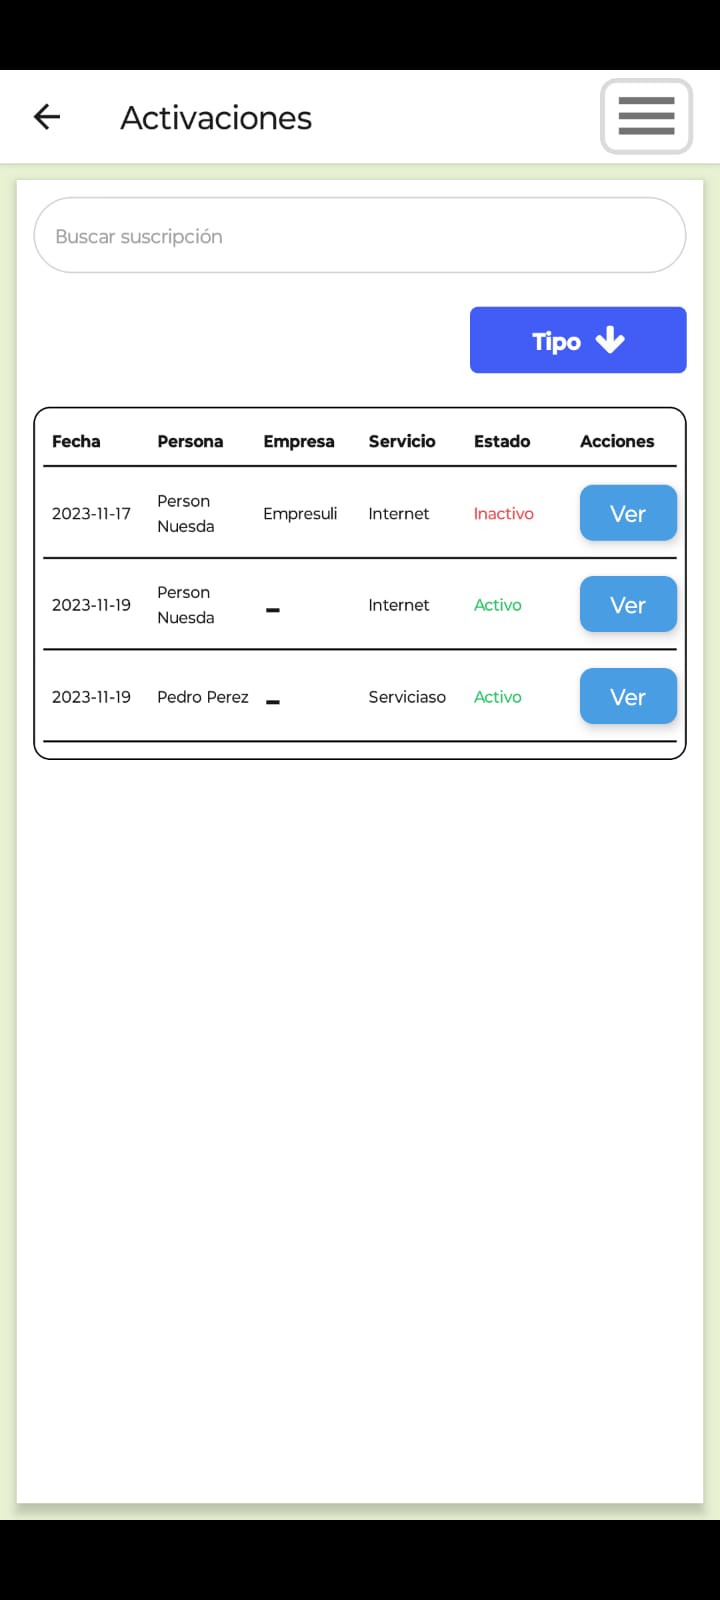 Activaciones
Buscar suscripción
Tipo
Fecha Persona Empresa Servicio Estado Acciones
2023-11-17 Person Nuesda Empresuli Internet Inactivo Ver
2023-11-19 Person Nuesda - Internet Activo Ver
2023-11-19 Pedro Perez - Serviciaso Activo Ver